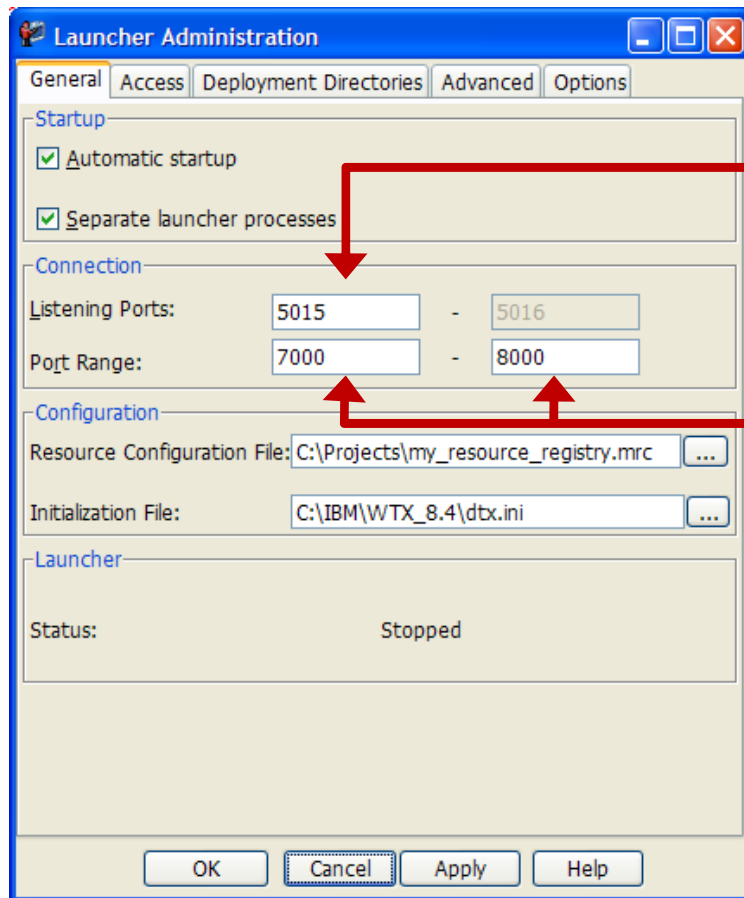 Launcher Administration
General Access Deployment Directories Advanced Options
Startup
Automatic startup
Separate launcher processes
Connection
Listening Ports: 5015 - 5016
Port Range: 7000 - 8000
Configuration
Resource Configuration File: C:\Projects\my_resource_registry.mrc ...
Initialization File: C:\IBM\WTX_8.4\dtx.ini ...
Launcher
Status: Stopped
OK Cancel Apply Help